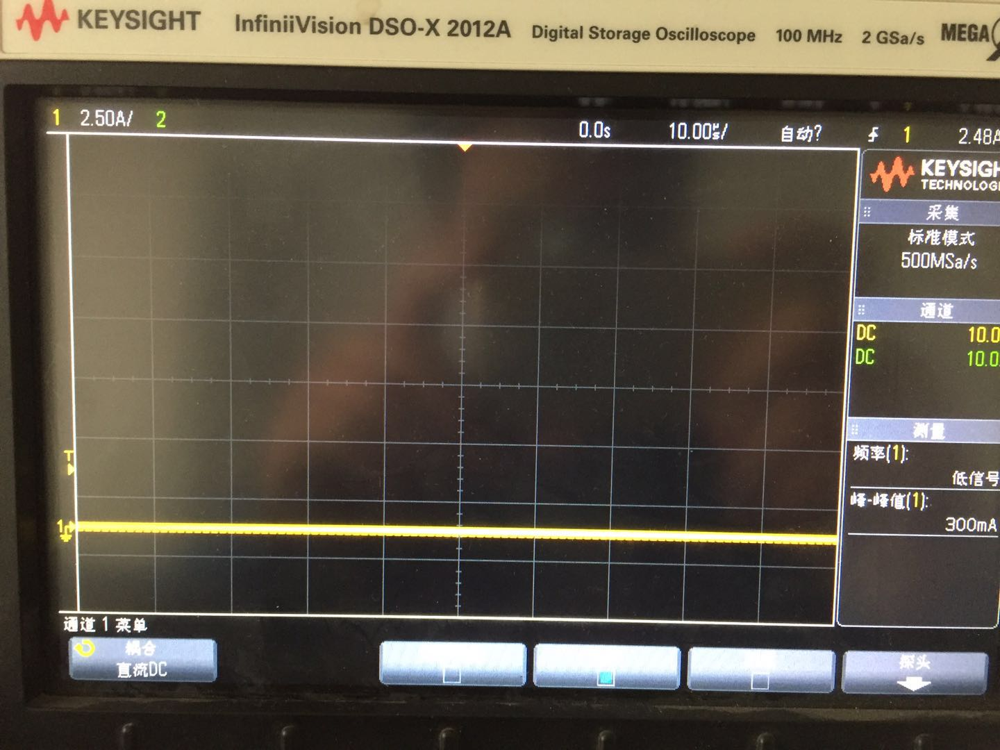 KEYSIGHT InfiniiVision DSO-X 2012A Digital Storage Oscilloscope 100 MHz 2 GSa/s MEGA
1 2.50A/ 2 0.0s 10.00µs/ 自动? 1 2.48A
KEYSIGH
TECHNOLOG
采集
标准模式
500MSa/s
通道
DC 10.0
DC 10.0
测量
频率(1):
低信号
峰-峰值(1):
300mA
T
1
通道 1 菜单
耦合
直流DC
探头